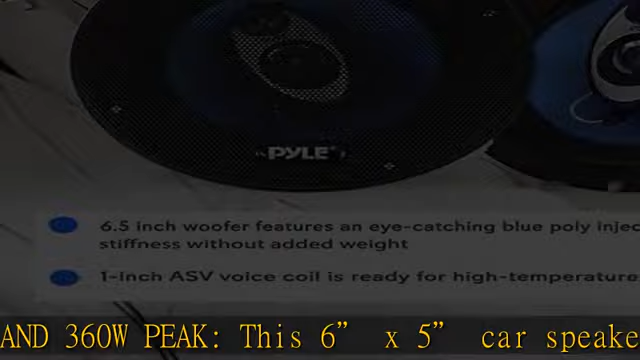 PYLE
6.5 inch woofer features an eye-catching blue poly injec
stiffness without added weight
1-inch ASV voice coil is ready for high-temperature
AND 360W PEAK: This 6” x 5” car speake